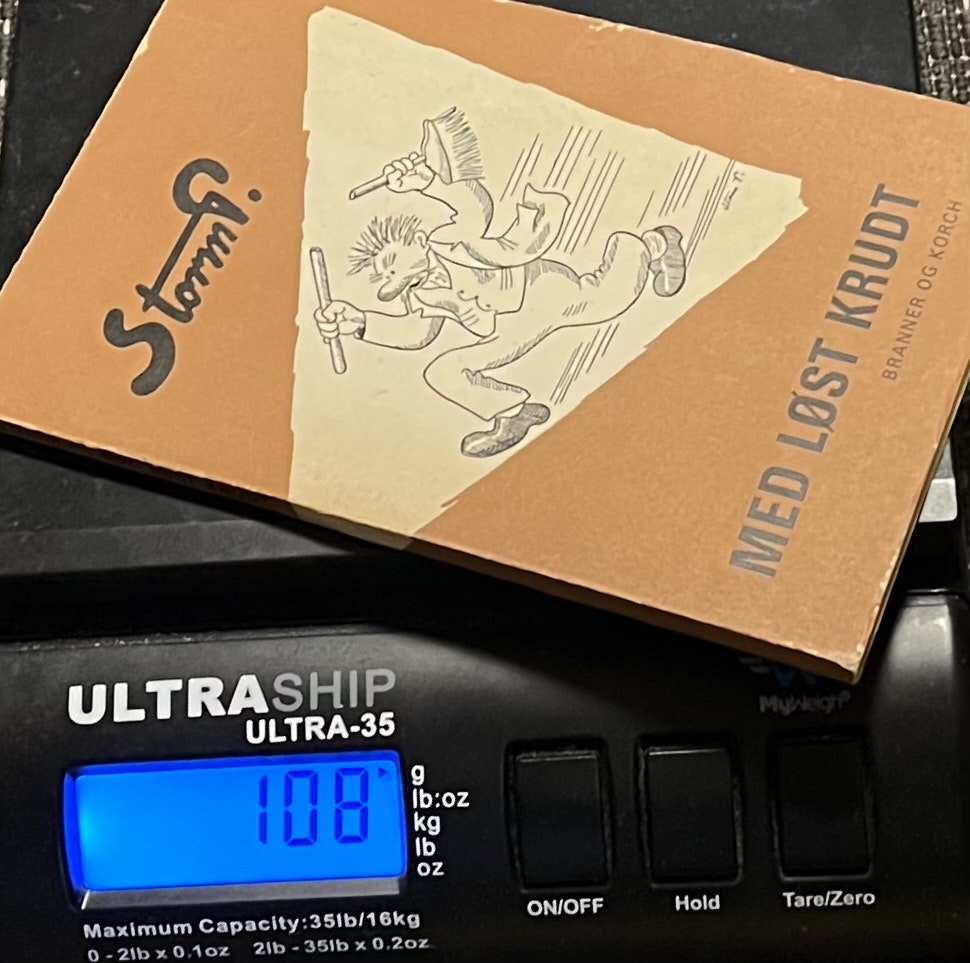 Storm P.
MED LØST KRUDT
BRANNER OG KORCH
ULTRASHIP
ULTRA-35
MyWeigh®
108
g
lb:oz
kg
lb
oz
ON/OFF
Hold
Tare/Zero
Maximum Capacity:35lb/16kg
0 - 2lb x 0.1oz 2lb - 35lb x 0.2oz